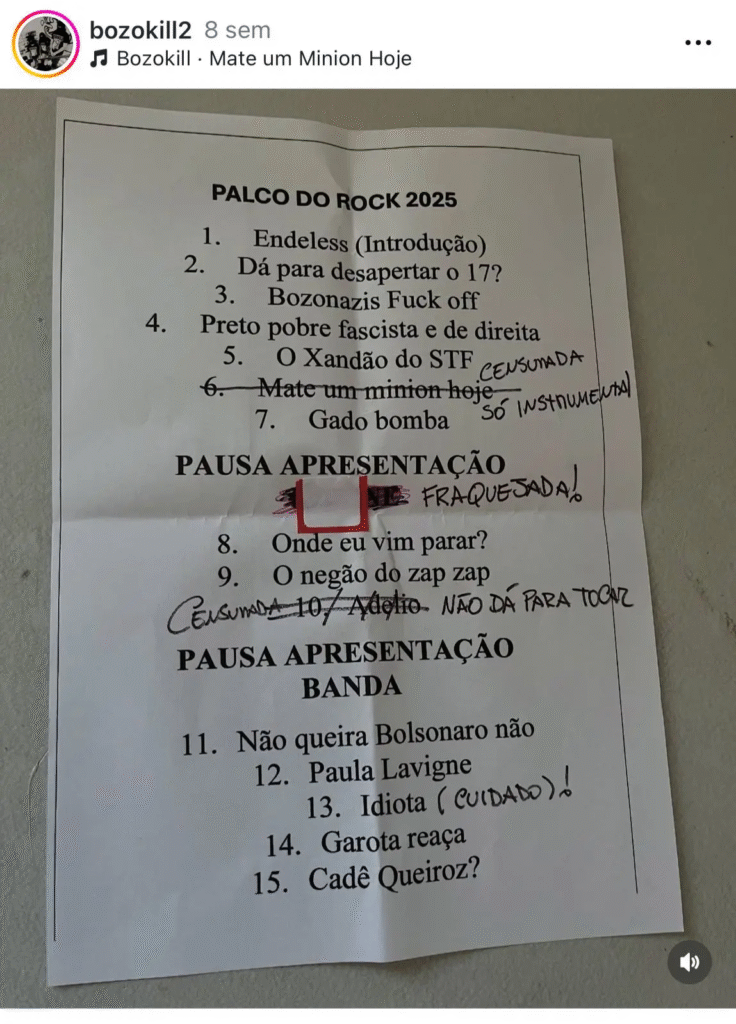 bozokill2 8 sem
Bozokill · Mate um Minion Hoje
PALCO DO ROCK 2025
1. Endeless (Introdução)
2. Dá para desapertar o 17?
3. Bozonazis Fuck off
4. Preto pobre fascista e de direita
5. O Xandão do STF CENSURADA
6. Mate um minion hoje SÓ INSTRUMENTAL
7. Gado bomba
PAUSA APRESENTAÇÃO
FRAQUEJADA!
8. Onde eu vim parar?
9. O negão do zap zap
CENSURADA 10/ Adelio NÃO DÁ PARA TOCAR
PAUSA APRESENTAÇÃO
BANDA
11. Não queira Bolsonaro não
12. Paula Lavigne
13. Idiota (CUIDADO)!
14. Garota reaça
15. Cadê Queiroz?